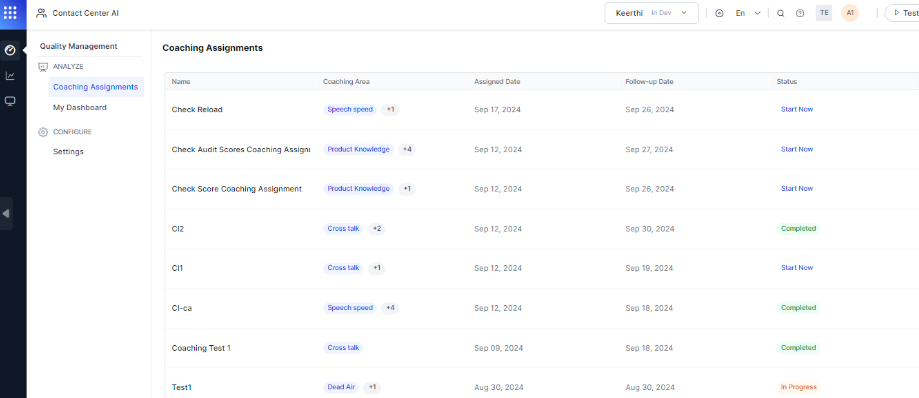 Contact Center AI
Keerthi In Dev
En
TE
A1
Test
Quality Management
ANALYZE
Coaching Assignments
My Dashboard
CONFIGURE
Settings
Coaching Assignments
Name Coaching Area Assigned Date Follow-up Date Status
Check Reload Speech speed +1 Sep 17, 2024 Sep 26, 2024 Start Now
Check Audit Scores Coaching Assign Product Knowledge +4 Sep 12, 2024 Sep 27, 2024 Start Now
Check Score Coaching Assignment Product Knowledge +1 Sep 12, 2024 Sep 26, 2024 Start Now
CI2 Cross talk +2 Sep 12, 2024 Sep 30, 2024 Completed
CI1 Cross talk +1 Sep 12, 2024 Sep 19, 2024 Start Now
CI-ca Speech speed +4 Sep 12, 2024 Sep 18, 2024 Completed
Coaching Test 1 Cross talk Sep 09, 2024 Sep 18, 2024 Completed
Test1 Dead Air +1 Aug 30, 2024 Aug 30, 2024 In Progress